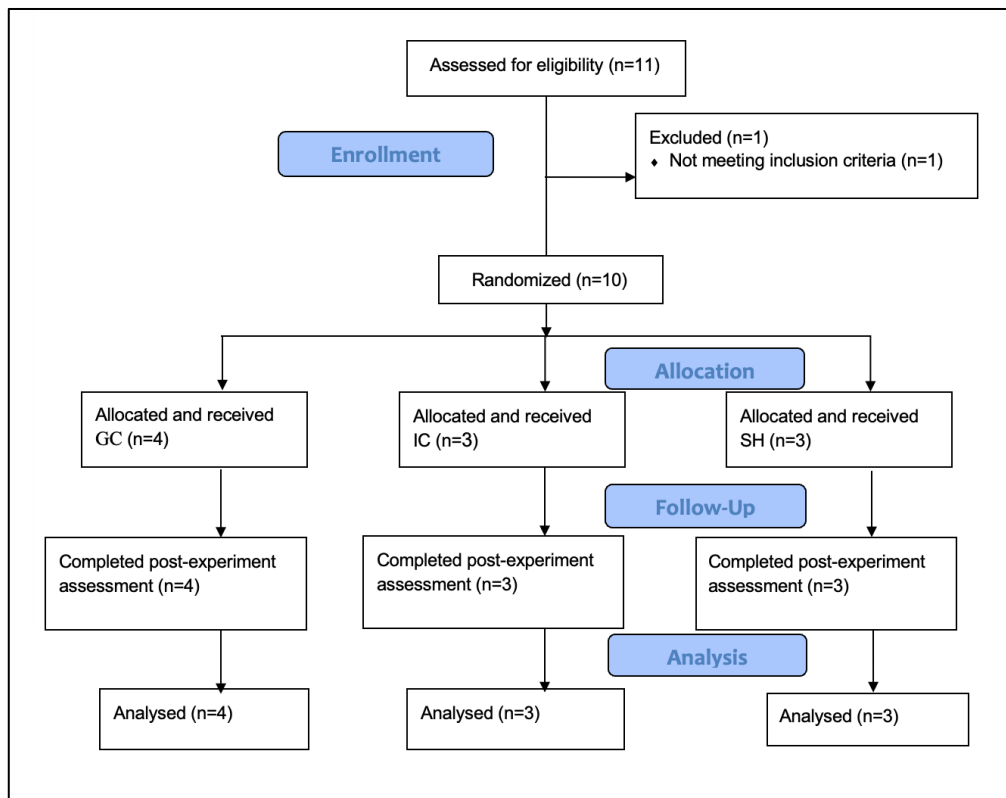 Assessed for eligibility (n=11)
Enrollment
Excluded (n=1)
♦ Not meeting inclusion criteria (n=1)
Randomized (n=10)
Allocation
Allocated and received
GC (n=4)
Allocated and received
IC (n=3)
Allocated and received
SH (n=3)
Follow-Up
Completed post-experiment
assessment (n=4)
Completed post-experiment
assessment (n=3)
Completed post-experiment
assessment (n=3)
Analysis
Analysed (n=4)
Analysed (n=3)
Analysed (n=3)